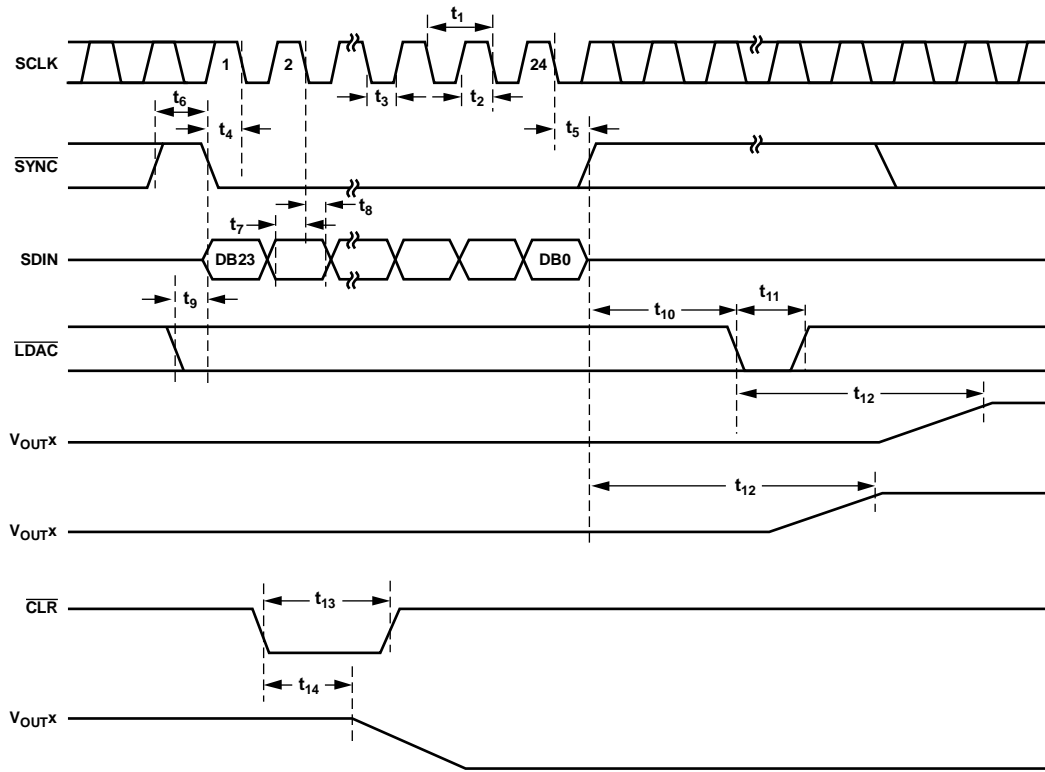 t1
SCLK
1
2
24
t3
t2
t6
t4
t5
SYNC
t7
t8
SDIN
DB23
DB0
t9
t10
t11
LDAC
t12
VOUTX
t12
VOUTX
CLR
t13
t14
VOUTX